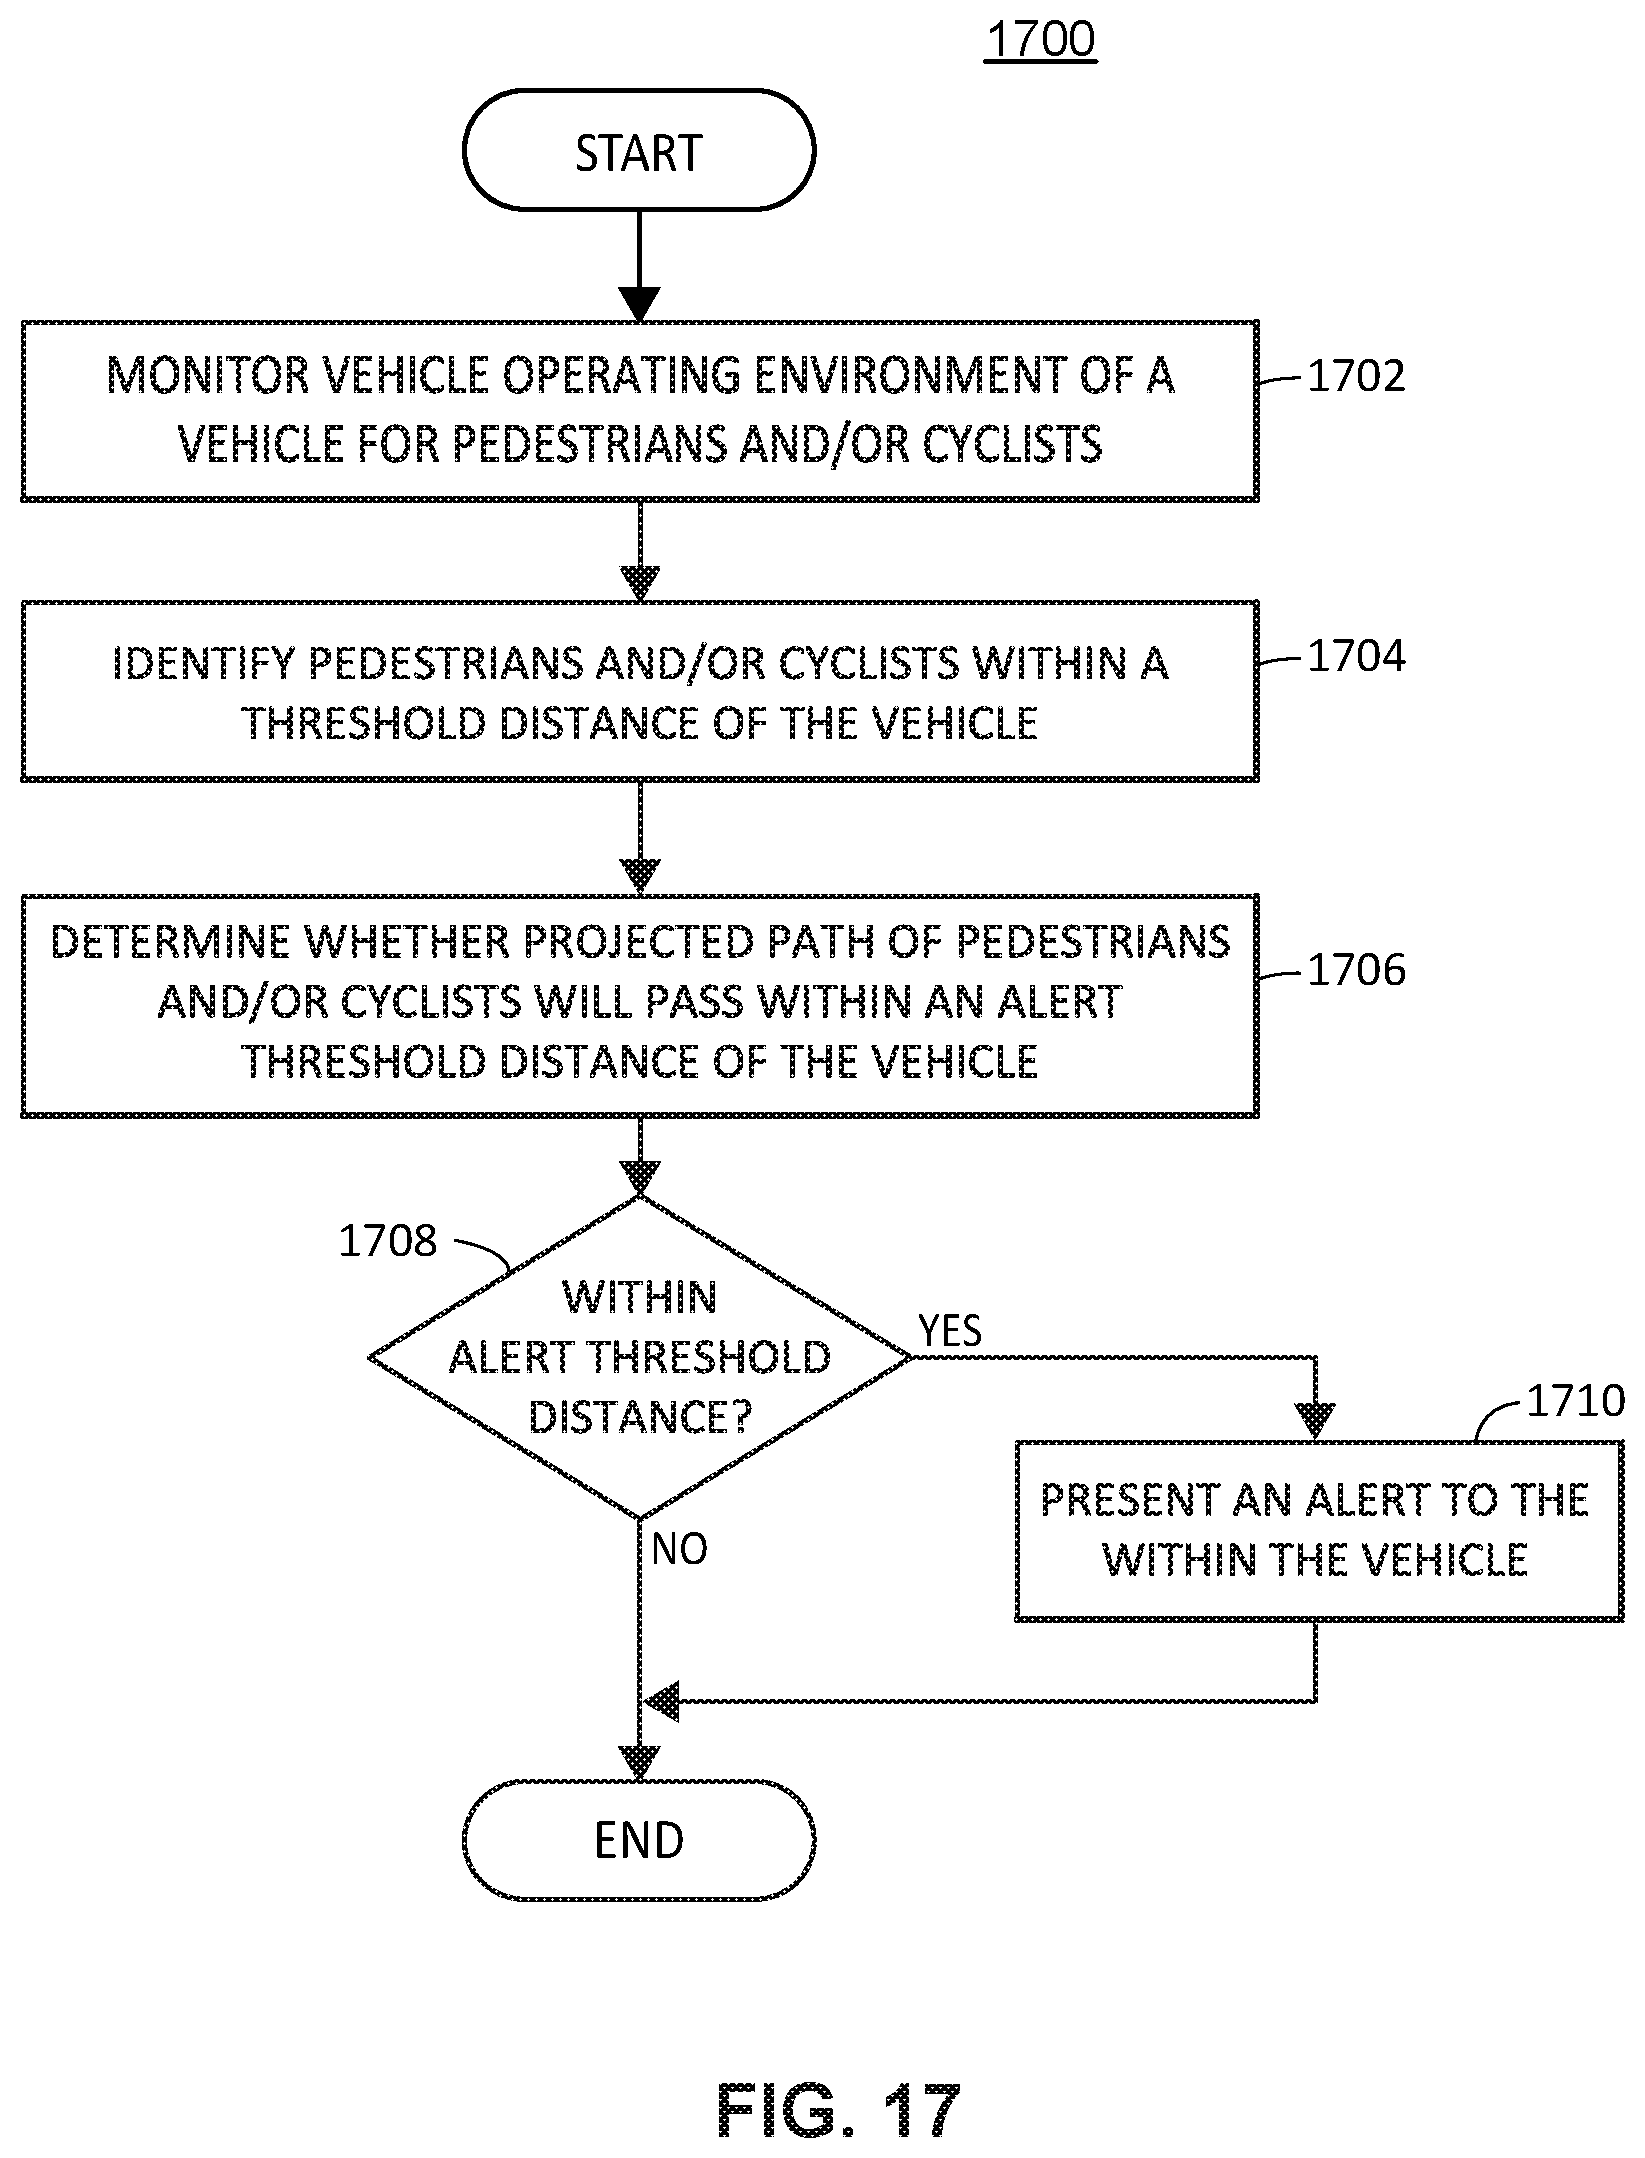 1700
START
MONITOR VEHICLE OPERATING ENVIRONMENT OF A
VEHICLE FOR PEDESTRIANS AND/OR CYCLISTS
1702
IDENTIFY PEDESTRIANS AND/OR CYCLISTS WITHIN A
THRESHOLD DISTANCE OF THE VEHICLE
1704
DETERMINE WHETHER PROJECTED PATH OF PEDESTRIANS
AND/OR CYCLISTS WILL PASS WITHIN AN ALERT
THRESHOLD DISTANCE OF THE VEHICLE
1706
1708
WITHIN
ALERT THRESHOLD
DISTANCE?
YES
NO
1710
PRESENT AN ALERT TO THE
WITHIN THE VEHICLE
END
FIG. 17